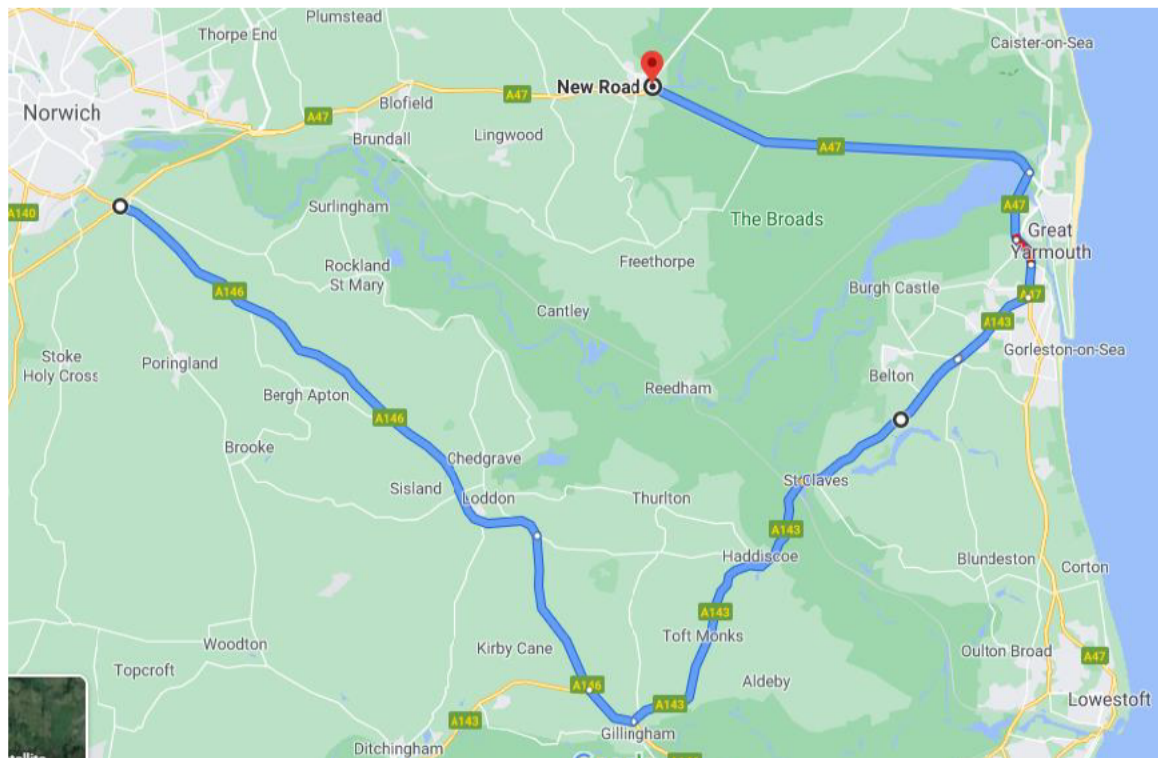 Plumstead
Thorpe End
Caister-on-Sea
New Road
A47
Norwich
A47
Blofield
Brundall
Lingwood
A47
A140
Surlingham
A47
The Broads
Great
Yarmouth
Rockland
St Mary
Freethorpe
A146
Burgh Castle
A47
Cantley
A143
Stoke
Holy Cross
Poringland
Gorleston-on-Sea
Belton
Reedham
Bergh Apton
A146
Brooke
Chedgrave
Sisland
Loddon
Thurlton
St Claves
A143
Haddiscoe
Blundeston
Corton
A143
Toft Monks
Woodton
Kirby Cane
Oulton Broad
A47
Topcroft
Aldeby
A146
Lowestoft
A143
A143
Gillingham
Ditchingham